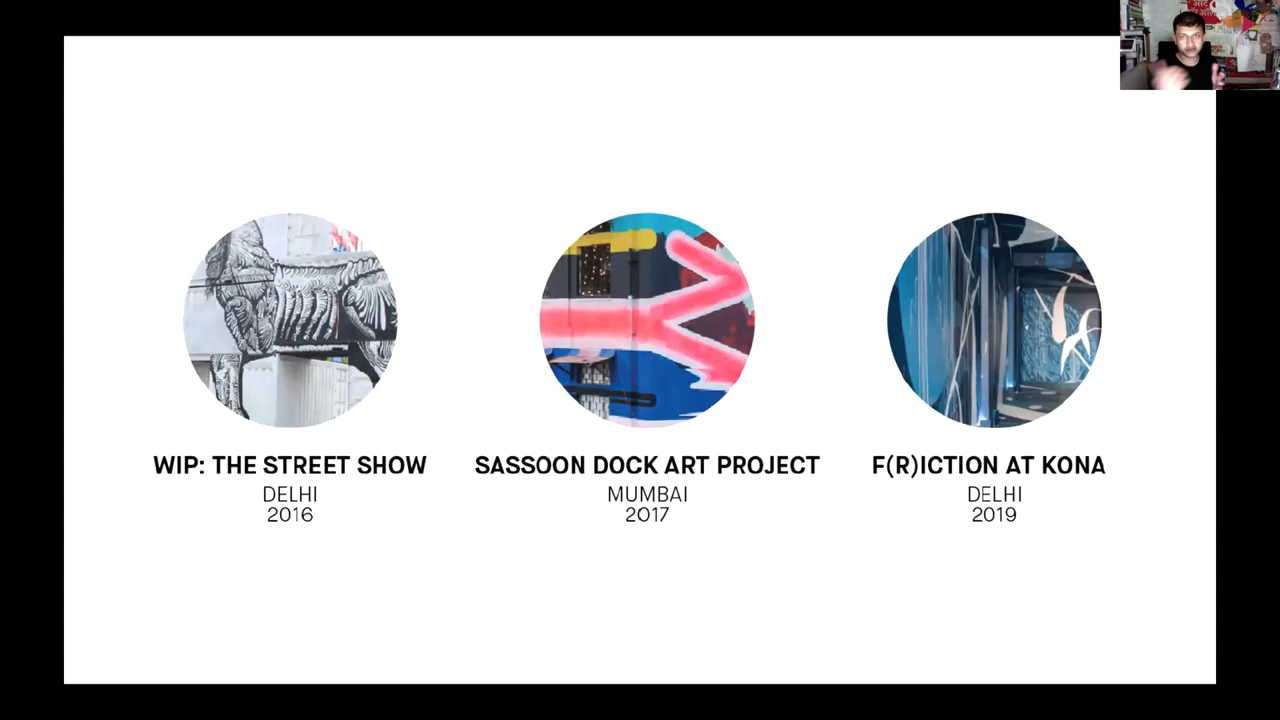 WIP: THE STREET SHOW
DELHI
2016
SASSOON DOCK ART PROJECT
MUMBAI
2017
F(R)ICTION AT KONA
DELHI
2019